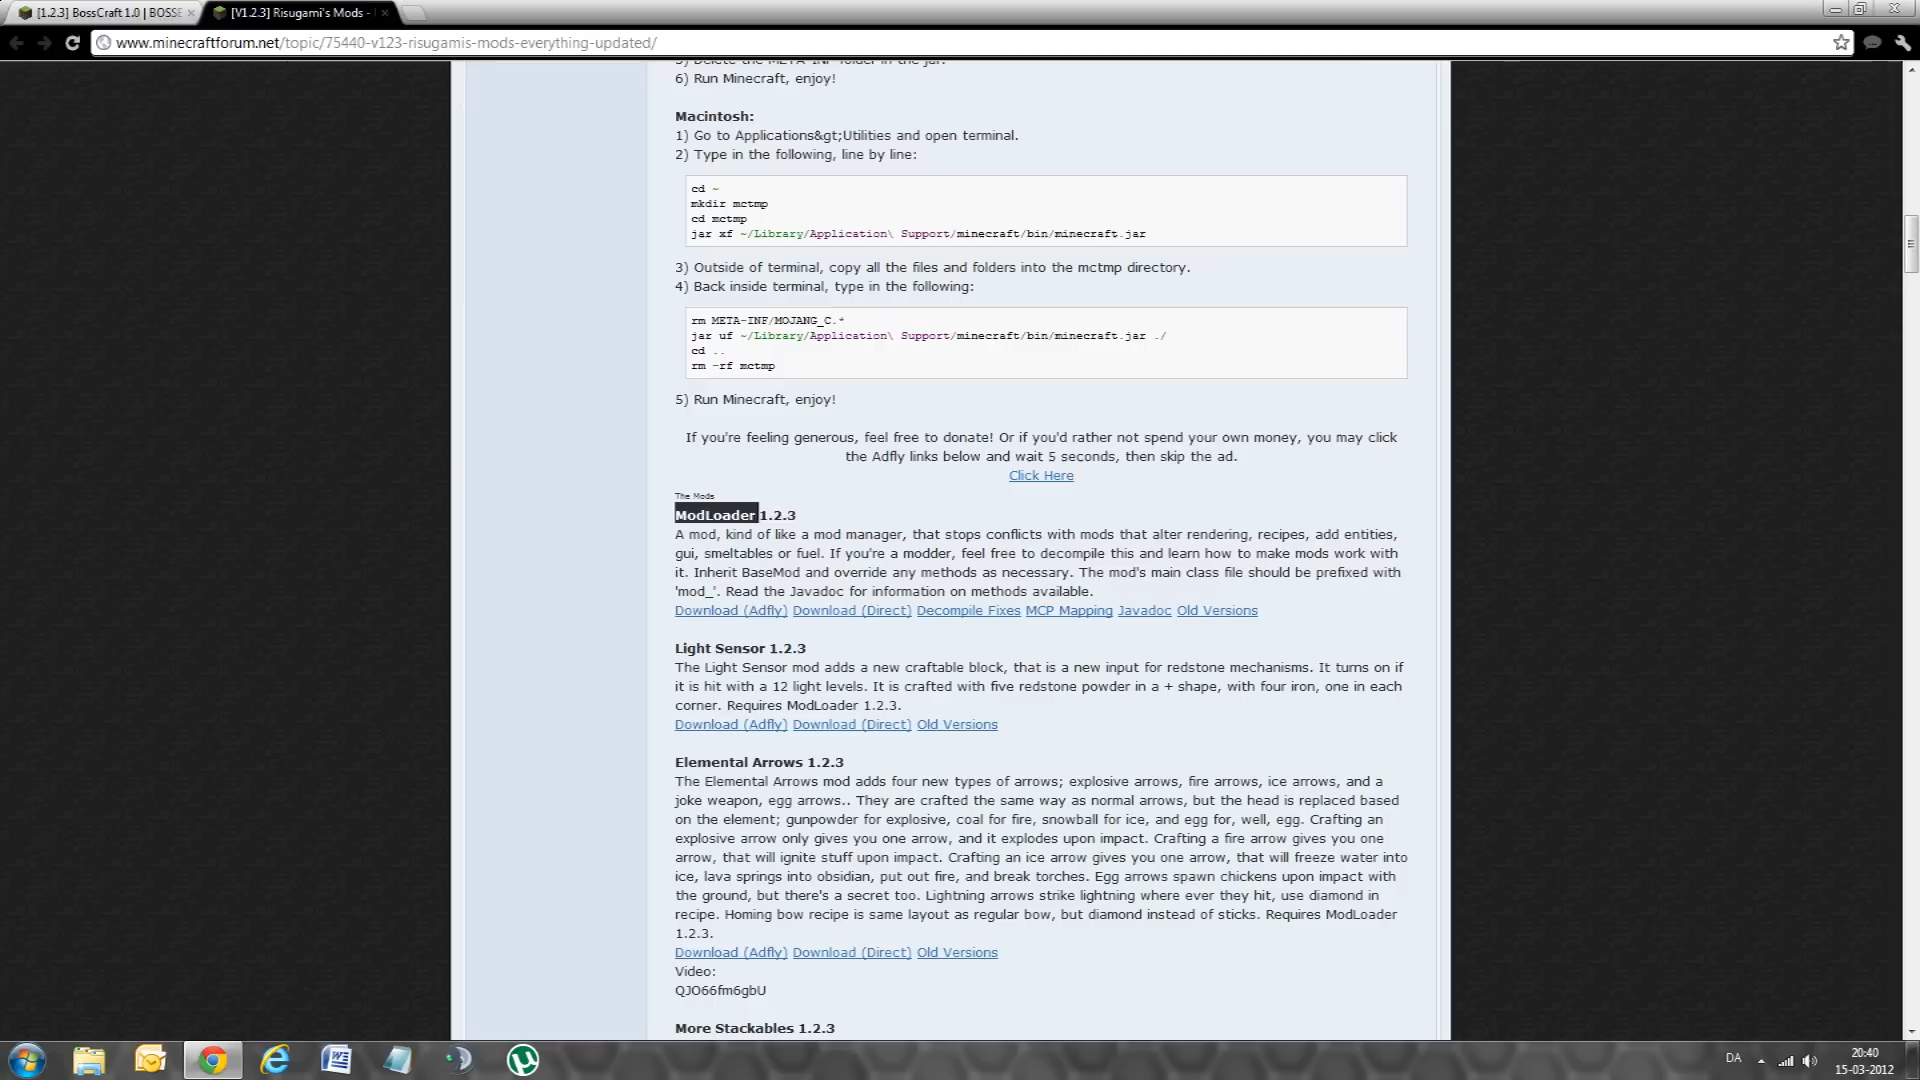 [1.2.3] BossCraft 1.0 | BOSSE
[V1.2.3] Risugami's Mods -
www.minecraftforum.net/topic/75440-v123-risugamis-mods-everything-updated/
5) Delete the META-INF folder in the jar.
6) Run Minecraft, enjoy!
Macintosh:
1) Go to Applications&gt;Utilities and open terminal.
2) Type in the following, line by line:
cd ~
mkdir mctmp
cd mctmp
jar xf ~/Library/Application\ Support/minecraft/bin/minecraft.jar
3) Outside of terminal, copy all the files and folders into the mctmp directory.
4) Back inside terminal, type in the following:
rm META-INF/MOJANG_C.*
jar uf ~/Library/Application\ Support/minecraft/bin/minecraft.jar ./
cd ..
rm -rf mctmp
5) Run Minecraft, enjoy!
If you're feeling generous, feel free to donate! Or if you'd rather not spend your own money, you may click
the Adfly links below and wait 5 seconds, then skip the ad.
Click Here
The Mods
ModLoader 1.2.3
A mod, kind of like a mod manager, that stops conflicts with mods that alter rendering, recipes, add entities,
gui, smeltables or fuel. If you're a modder, feel free to decompile this and learn how to make mods work with
it. Inherit BaseMod and override any methods as necessary. The mod's main class file should be prefixed with
'mod_'. Read the Javadoc for information on methods available.
Download (Adfly) Download (Direct) Decompile Fixes MCP Mapping Javadoc Old Versions
Light Sensor 1.2.3
The Light Sensor mod adds a new craftable block, that is a new input for redstone mechanisms. It turns on if
it is hit with a 12 light levels. It is crafted with five redstone powder in a + shape, with four iron, one in each
corner. Requires ModLoader 1.2.3.
Download (Adfly) Download (Direct) Old Versions
Elemental Arrows 1.2.3
The Elemental Arrows mod adds four new types of arrows; explosive arrows, fire arrows, ice arrows, and a
joke weapon, egg arrows.. They are crafted the same way as normal arrows, but the head is replaced based
on the element; gunpowder for explosive, coal for fire, snowball for ice, and egg for, well, egg. Crafting an
explosive arrow only gives you one arrow, and it explodes upon impact. Crafting a fire arrow gives you one
arrow, that will ignite stuff upon impact. Crafting an ice arrow gives you one arrow, that will freeze water into
ice, lava springs into obsidian, put out fire, and break torches. Egg arrows spawn chickens upon impact with
the ground, but there's a secret too. Lightning arrows strike lightning where ever they hit, use diamond in
recipe. Homing bow recipe is same layout as regular bow, but diamond instead of sticks. Requires ModLoader
1.2.3.
Download (Adfly) Download (Direct) Old Versions
Video:
QJO66fm6gbU
More Stackables 1.2.3
DA
20:40
15-03-2012